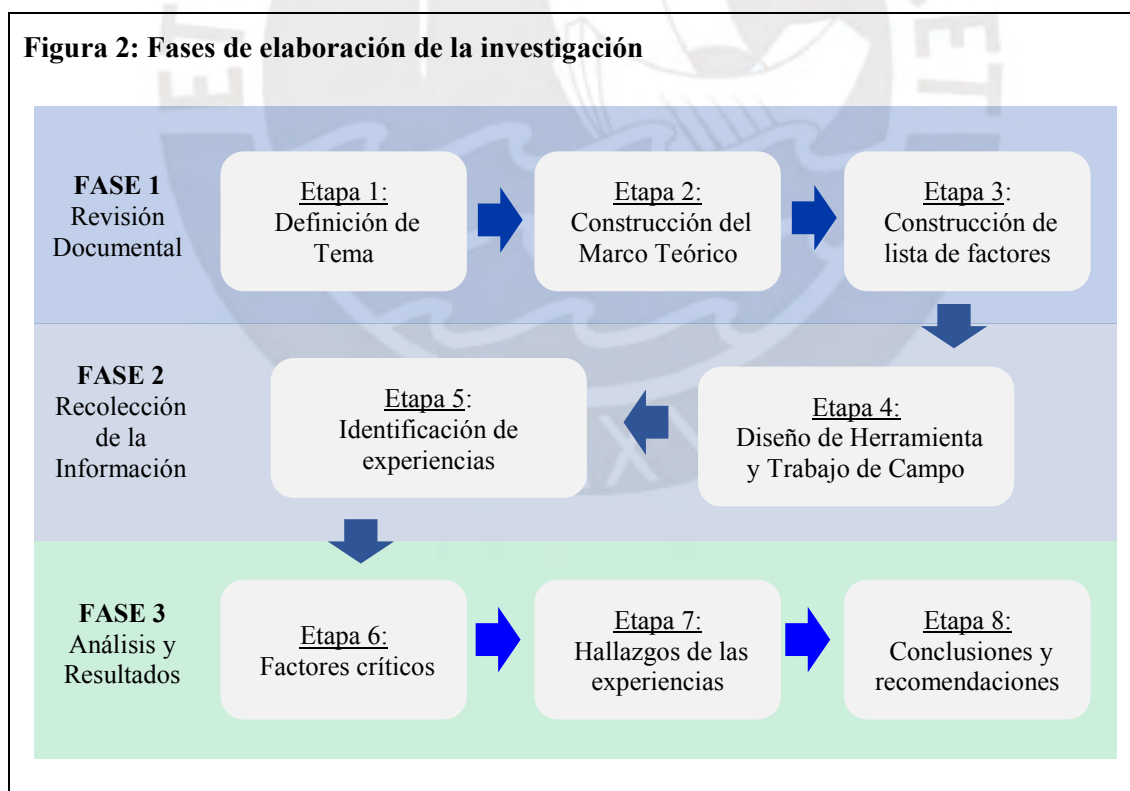 Figura 2: Fases de elaboración de la investigación
FASE 1
Revisión
Documental
Etapa 1:
Definición de
Tema
Etapa 2:
Construcción del
Marco Teórico
Etapa 3:
Construcción de
lista de factores
FASE 2
Recolección
de la
Información
Etapa 4:
Diseño de Herramienta
y Trabajo de Campo
Etapa 5:
Identificación de
experiencias
FASE 3
Análisis y
Resultados
Etapa 6:
Factores críticos
Etapa 7:
Hallazgos de las
experiencias
Etapa 8:
Conclusiones y
recomendaciones